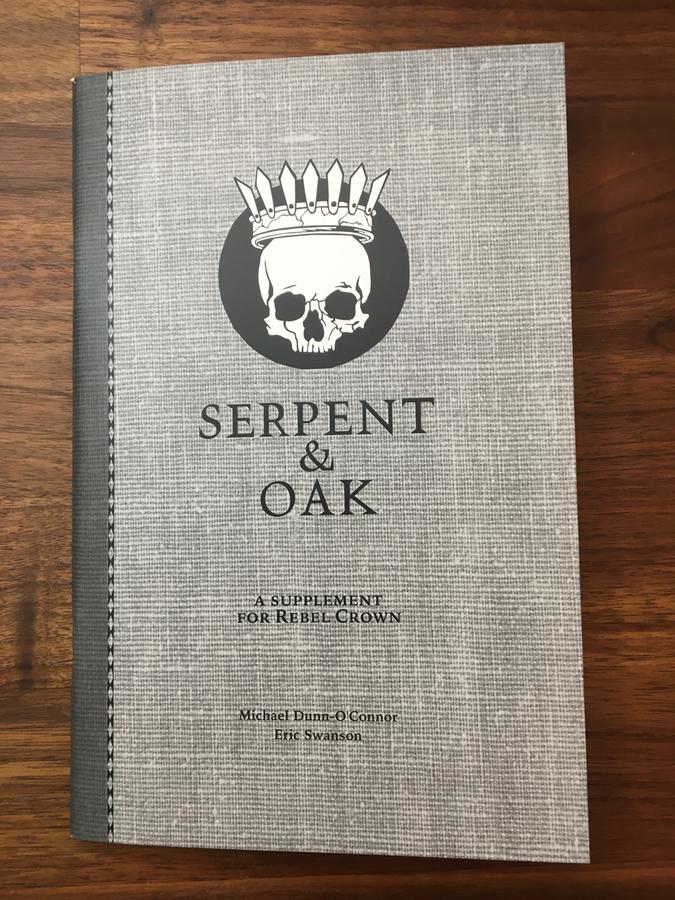 SERPENT
&
OAK
A SUPPLEMENT
FOR REBEL CROWN
Michael Dunn-O'Connor
Eric Swanson